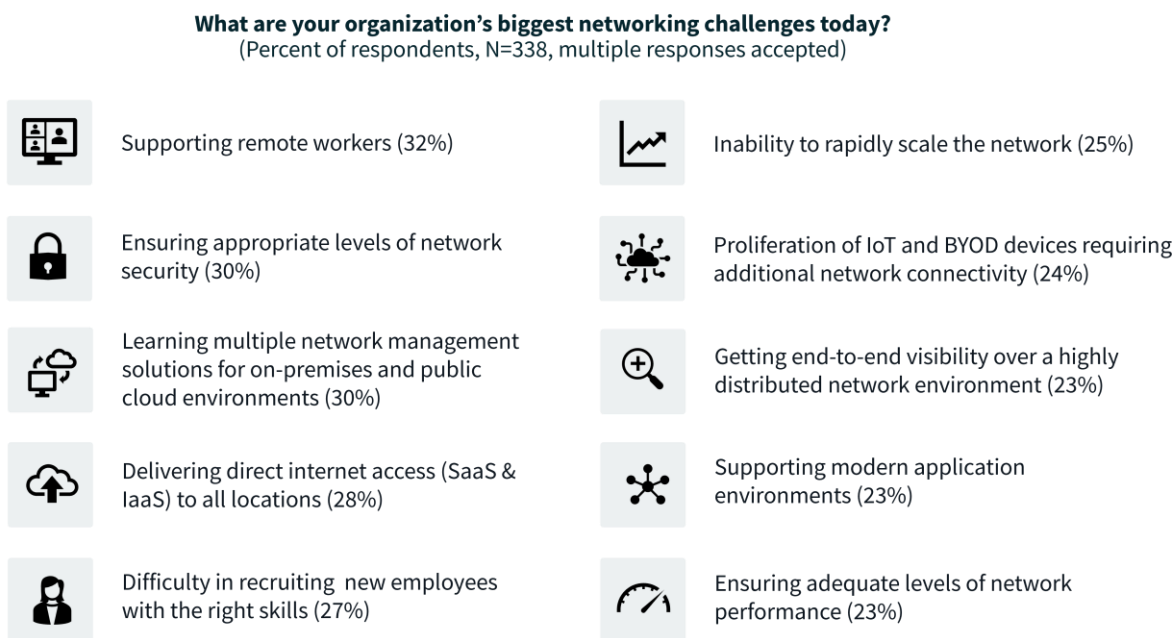 What are your organization’s biggest networking challenges today?
(Percent of respondents, N=338, multiple responses accepted)
Supporting remote workers (32%)
Ensuring appropriate levels of network
security (30%)
Learning multiple network management
solutions for on-premises and public
cloud environments (30%)
Delivering direct internet access (SaaS &
IaaS) to all locations (28%)
Difficulty in recruiting  new employees
with the right skills (27%)
Inability to rapidly scale the network (25%)
Proliferation of IoT and BYOD devices requiring
additional network connectivity (24%)
Getting end-to-end visibility over a highly
distributed network environment (23%)
Supporting modern application
environments (23%)
Ensuring adequate levels of network
performance (23%)